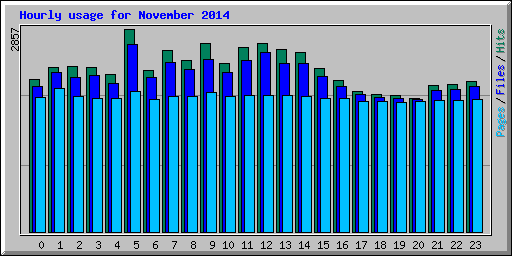 Hourly usage for November 2014
2857
Pages/Files/Hits
0 1 2 3 4 5 6 7 8 9 10 11 12 13 14 15 16 17 18 19 20 21 22 23